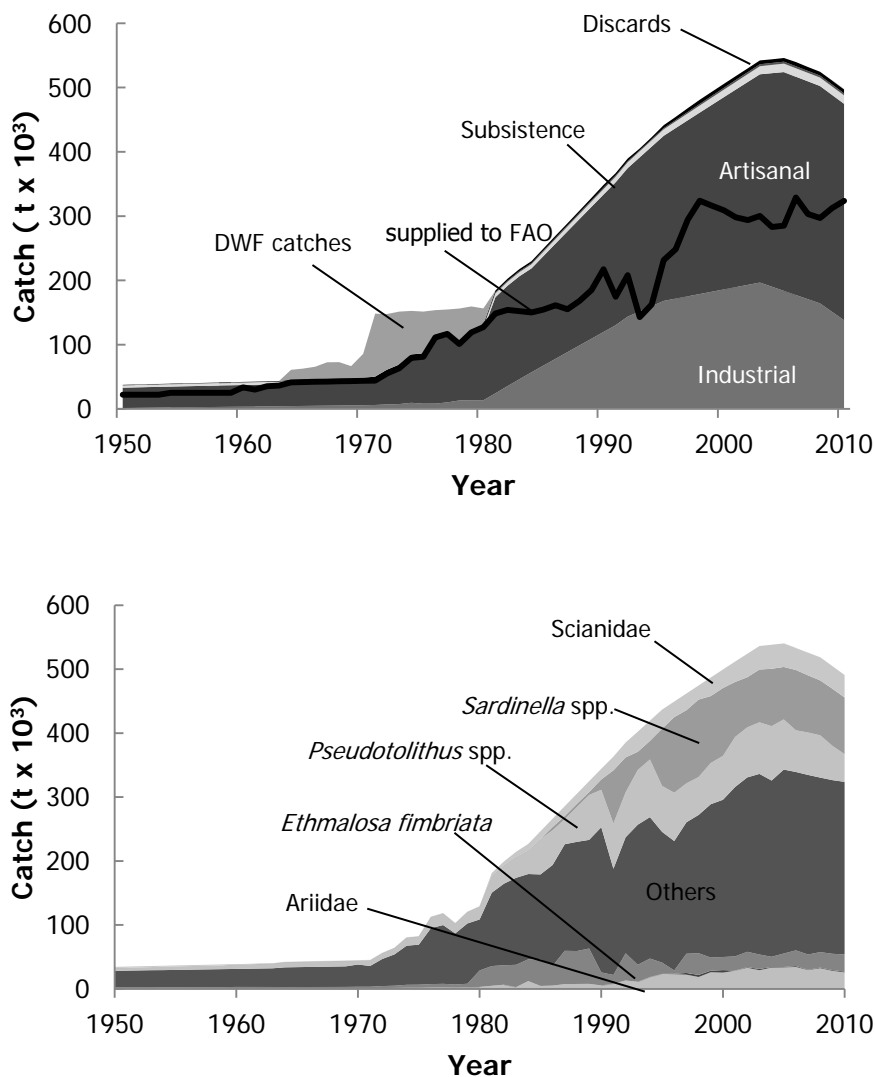 600
500
400
300
200
100
0
Catch ( t x 10³)
Discards
Subsistence
Artisanal
DWF catches
supplied to FAO
Industrial
1950 1960 1970 1980 1990 2000 2010
Year
600
500
400
300
200
100
0
Catch (t x 10³)
Scianidae
Sardinella spp.
Pseudotolithus spp.
Ethmalosa fimbriata
Ariidae
Others
1950 1960 1970 1980 1990 2000 2010
Year